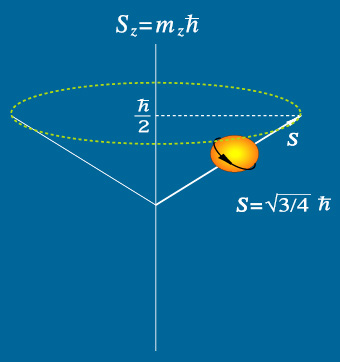 S_z=m_zħ
ħ/2
S
S=√3/4 ħ